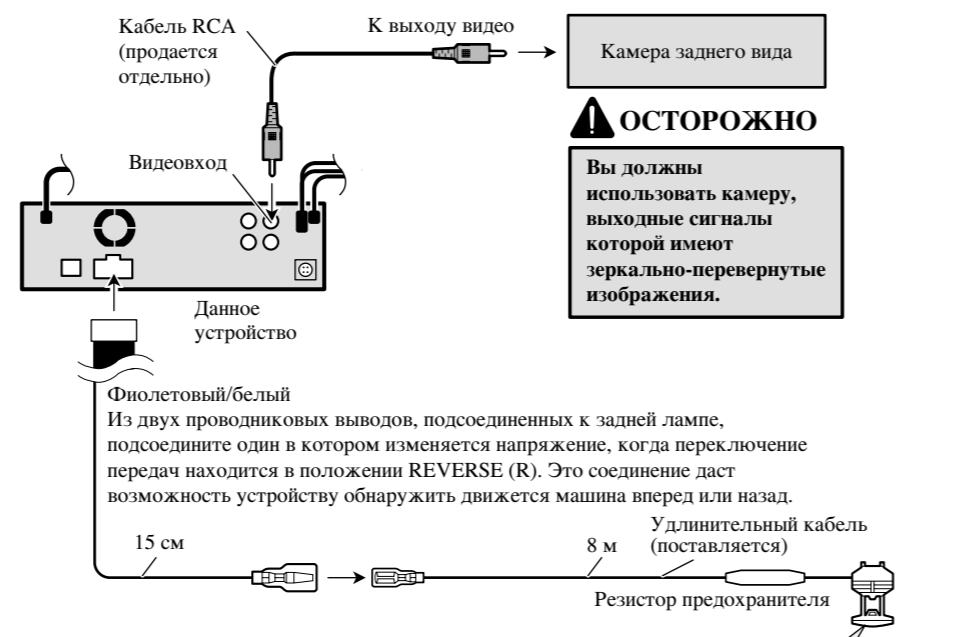 Кабель RCA
(продается
отдельно)
К выходу видео
Камера заднего вида
ОСТОРОЖНО
Вы должны
использовать камеру,
выходные сигналы
которой имеют
зеркально-перевернутые
изображения.
Видеовход
Данное
устройство
Фиолетовый/белый
Из двух проводниковых выводов, подсоединенных к задней лампе,
подсоедините один в котором изменяется напряжение, когда переключение
передач находится в положении REVERSE (R). Это соединение даст
возможность устройству обнаружить движется машина вперед или назад.
15 см
8 м
Удлинительный кабель
(поставляется)
Резистор предохранителя